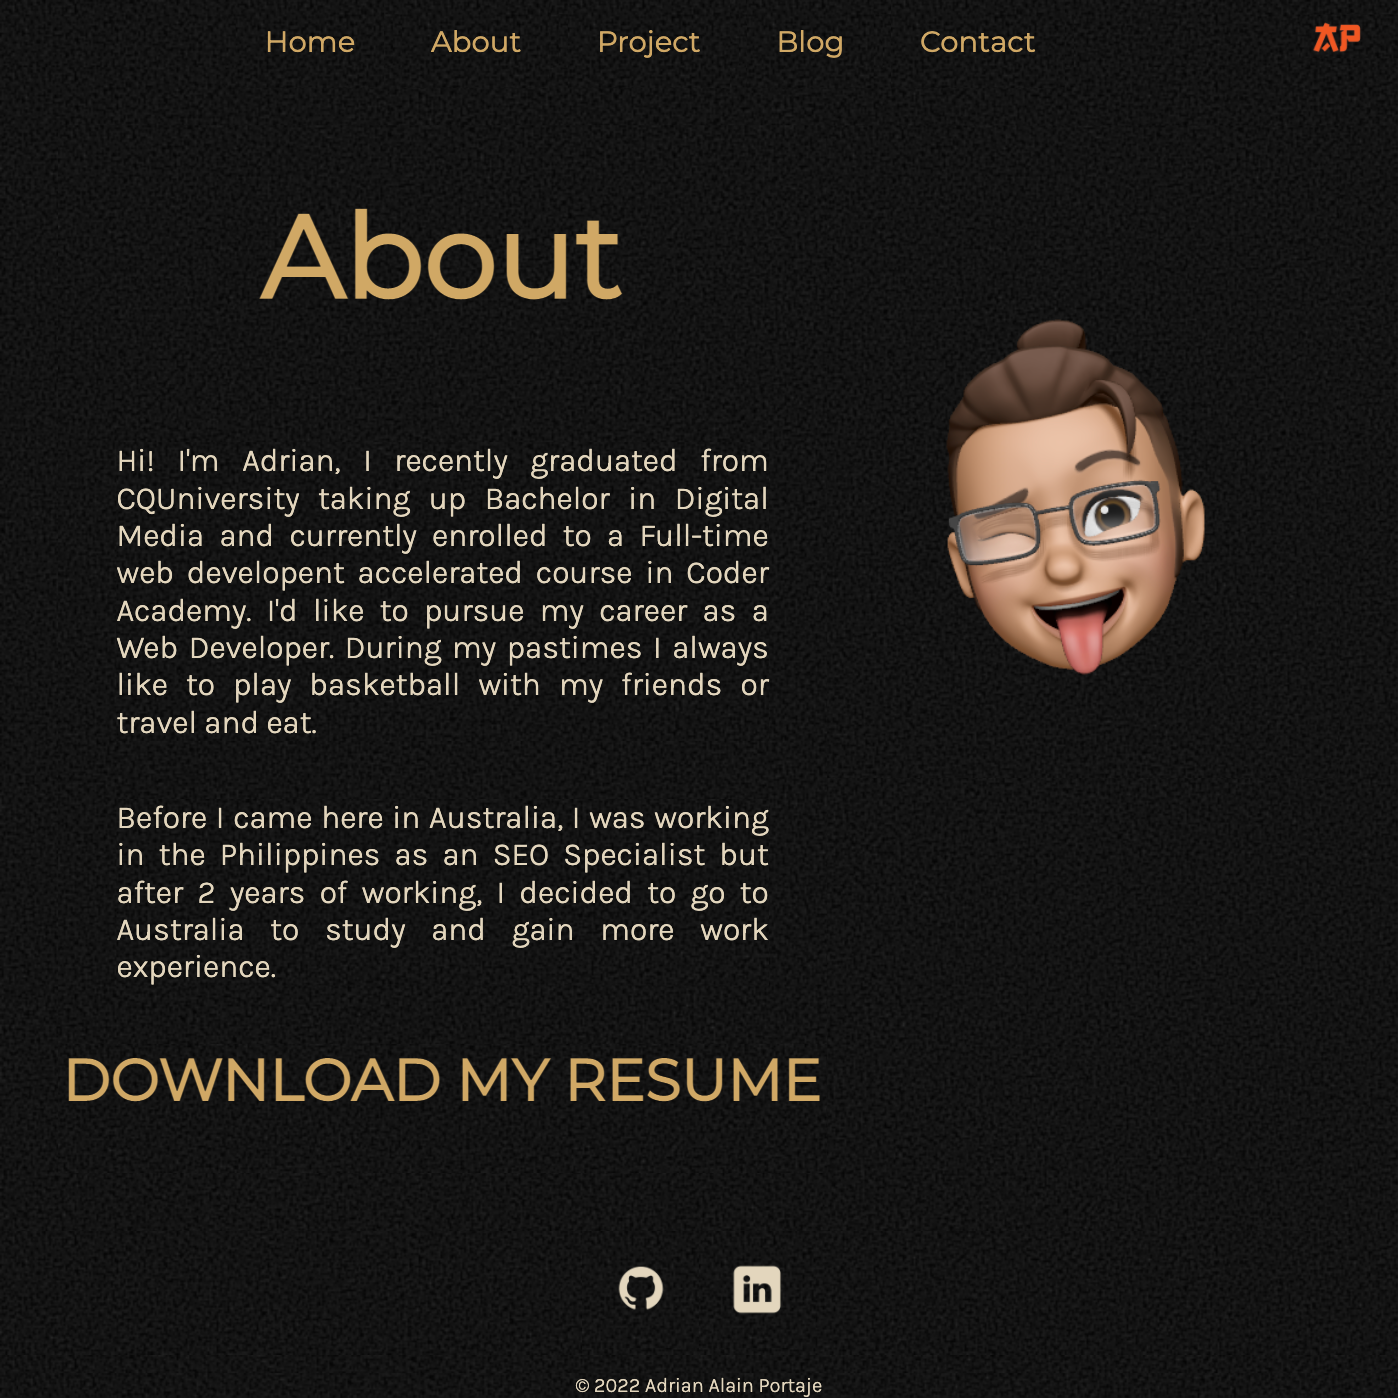 Home About Project Blog Contact
AP
About
Hi! I'm Adrian, I recently graduated from
CQUniversity taking up Bachelor in Digital
Media and currently enrolled to a Full-time
web developent accelerated course in Coder
Academy. I'd like to pursue my career as a
Web Developer. During my pastimes I always
like to play basketball with my friends or
travel and eat.
Before I came here in Australia, I was working
in the Philippines as an SEO Specialist but
after 2 years of working, I decided to go to
Australia to study and gain more work
experience.
DOWNLOAD MY RESUME
in
© 2022 Adrian Alain Portaje